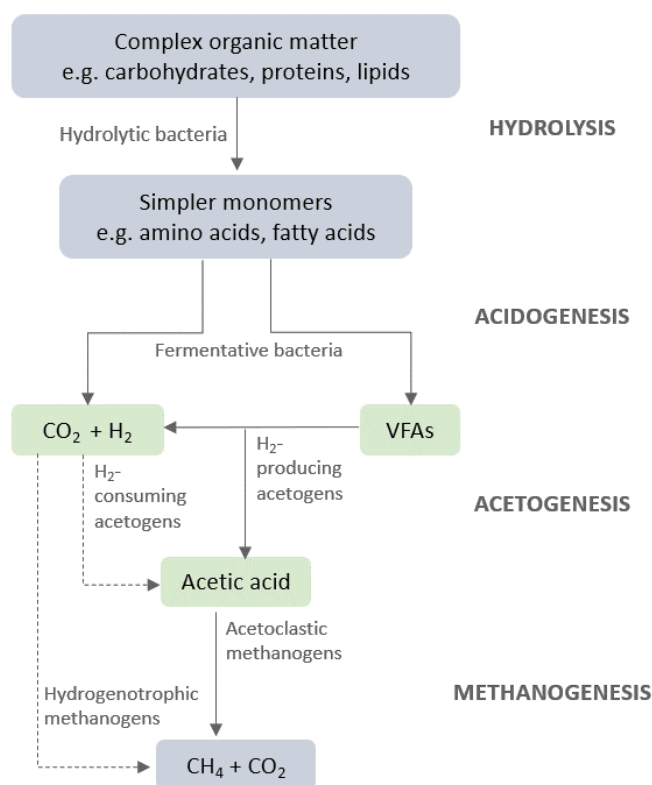 Complex organic matter
e.g. carbohydrates, proteins, lipids
Hydrolytic bacteria
HYDROLYSIS
Simpler monomers
e.g. amino acids, fatty acids
ACIDOGENESIS
Fermentative bacteria
CO₂ + H₂
VFAs
H₂-
consuming
acetogens
H₂-
producing
acetogens
ACETOGENESIS
Acetic acid
Acetoclastic
methanogens
Hydrogenotrophic
methanogens
METHANOGENESIS
CH₄ + CO₂